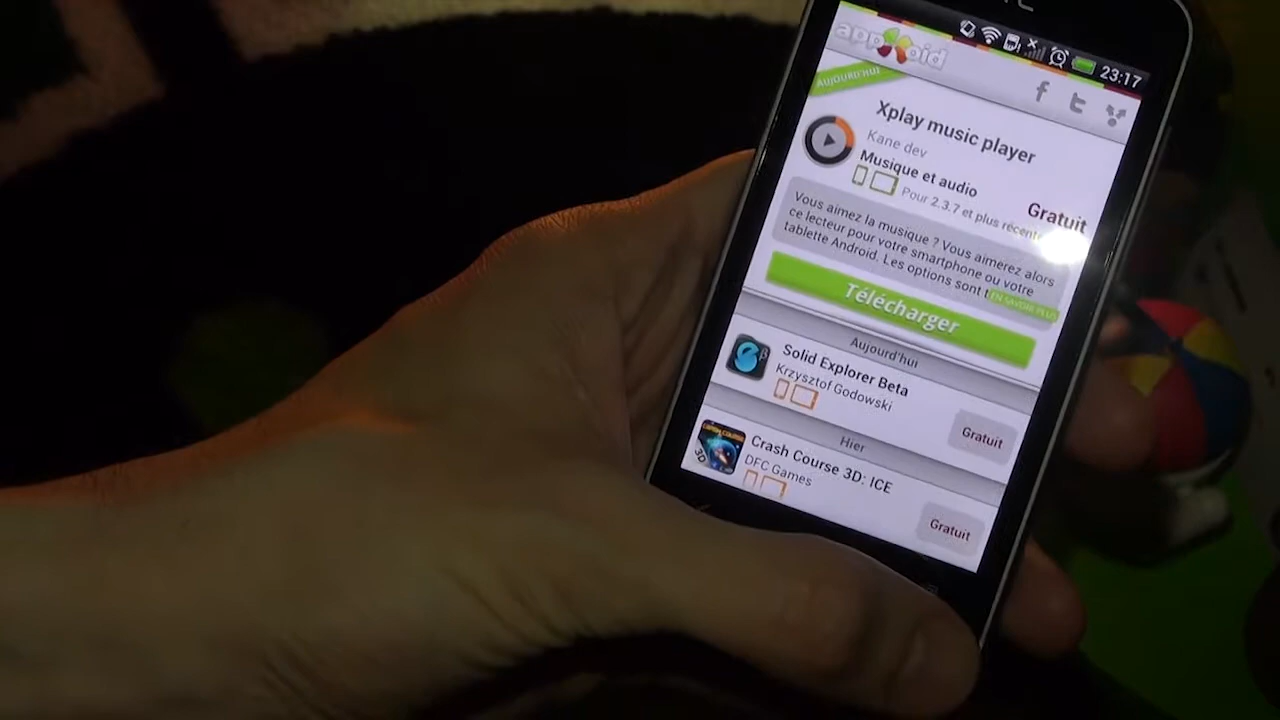 23:17
app oid
AUJOURD'HUI
Xplay music player
Kane dev
Musique et audio
Pour 2.3.7 et plus récent
Gratuit
Vous aimez la musique ? Vous aimerez alors
ce lecteur pour votre smartphone ou votre
tablette Android. Les options sont t
EN SAVOIR PLUS
Télécharger
Aujourd'hui
Solid Explorer Beta
Krzysztof Godowski
Gratuit
Hier
Crash Course 3D: ICE
DFC Games
Gratuit